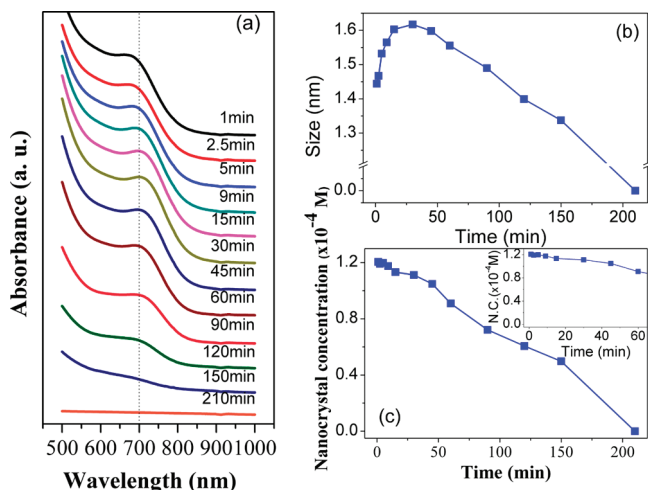 (a)
Absorbance (a. u.)
1min
2.5min
5min
9min
15min
30min
45min
60min
90min
120min
150min
210min
500 600 700 800 900 1000
Wavelength (nm)
(b)
Size (nm)
1.6
1.5
1.4
1.3
0.0
0 50 100 150 200
Time (min)
Nanocrystal concentration (x10⁻⁴ M)
1.2
0.8
0.4
0.0
(c)
0 50 100 150 200
Time (min)
N.C.(x10⁻⁴M)
1.2
0.8
0.4
0.0
0 20 40 60
Time (min)